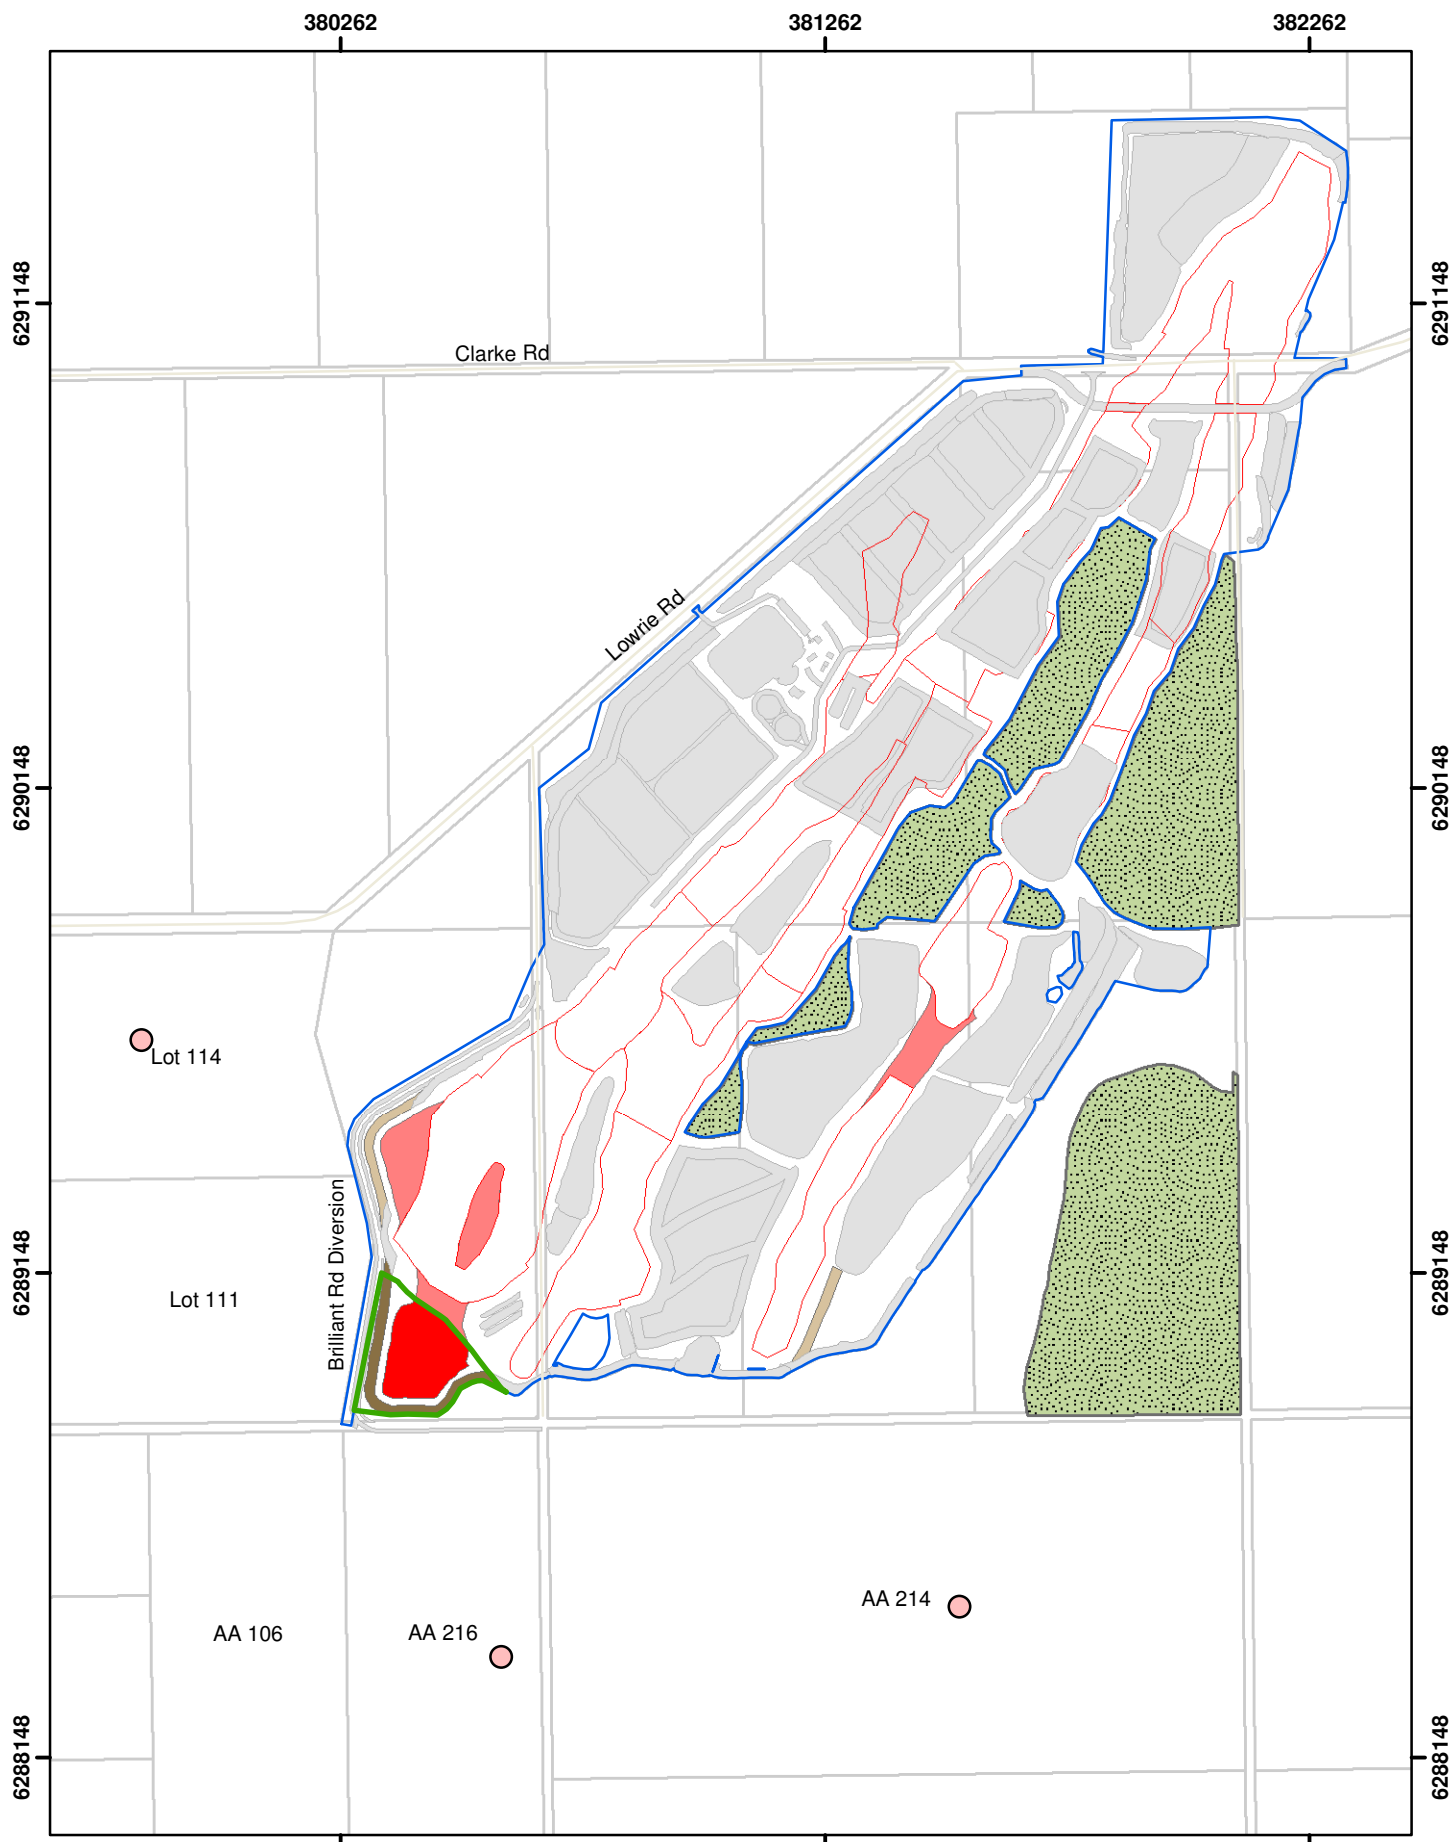 380262
381262
382262
6291148
6291148
Clarke Rd
Lowrie Rd
6290148
6290148
Lot 114
Brilliant Rd Diversion
6289148
6289148
Lot 111
AA 214
AA 106
AA 216
6288148
6288148